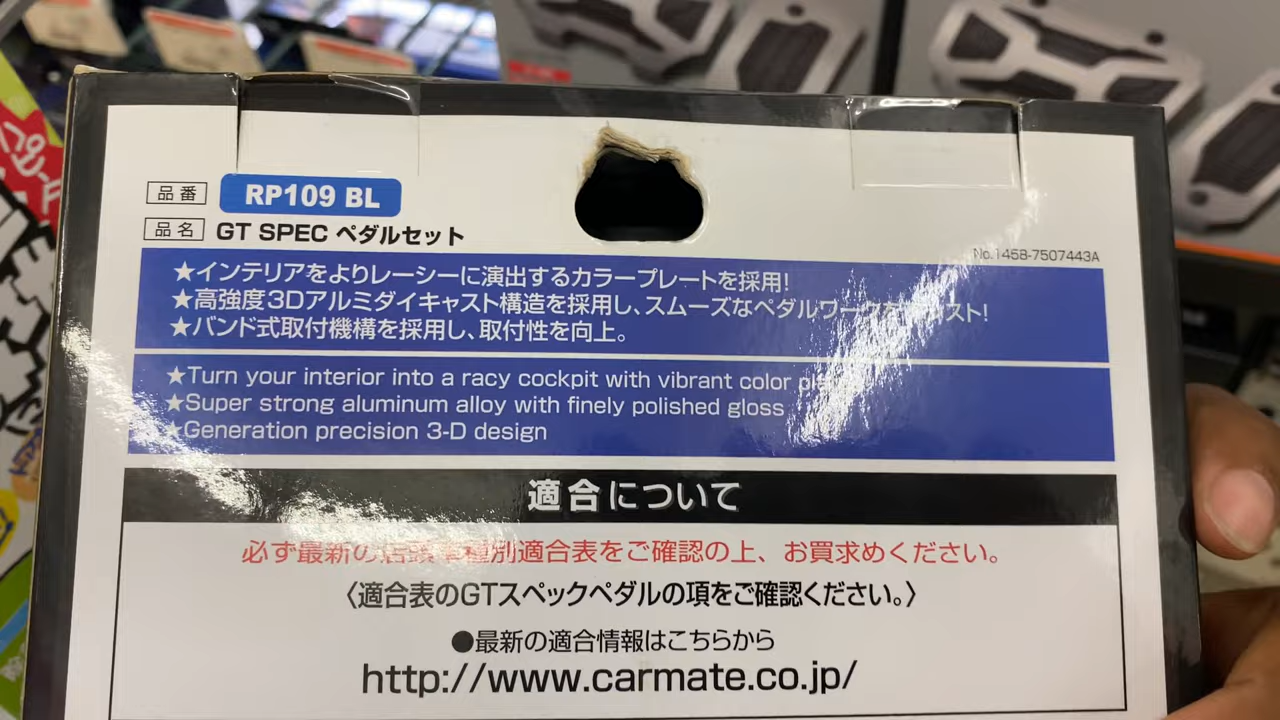 品番 RP109 BL
品名 GT SPEC ペダルセット
No.1458-7507443A
★インテリアをよりレーシーに演出するカラープレートを採用!
★高強度3Dアルミダイキャスト構造を採用し、スムーズなペダルワークを スト!
★バンド式取付機構を採用し、取付性を向上。
★Turn your interior into a racy cockpit with vibrant color
★Super strong aluminum alloy with finely polished gloss
★Generation precision 3-D design
適合について
必ず最新の店頭車種別適合表をご確認の上、お買求めください。
〈適合表のGTスペックペダルの項をご確認ください。〉
●最新の適合情報はこちらから
http://www.carmate.co.jp/